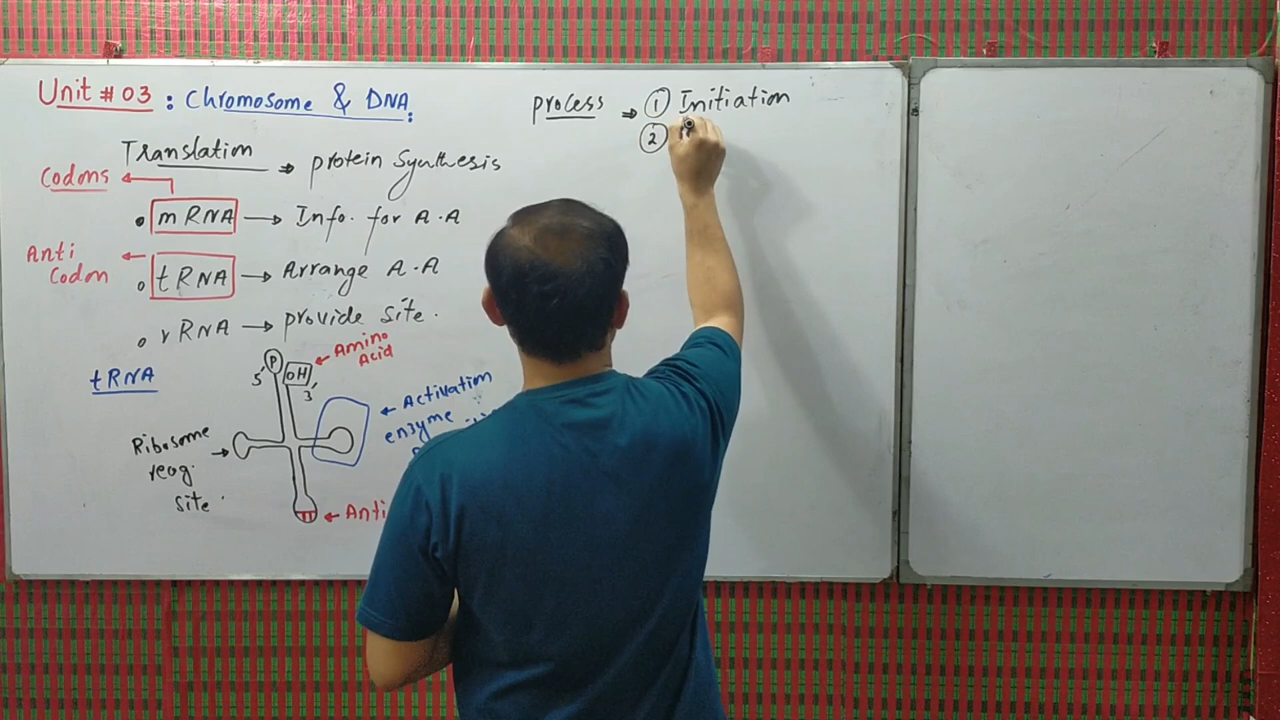 Unit # 03 : Chromosome & DNA.
Translation ⇒ protein Synthesis
Codons
mRNA → Info. for A.A
Anti
Codon
tRNA → Arrange A.A
rRNA → provide site.
tRNA
P
5'
OH
3'
← Amino
Acid
← Activation
enzyme
Ribosome
reog.
site
← Anti
process ⇒ ① Initiation
②